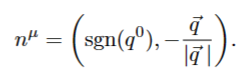 n^μ = ( sgn(q^0), − \vec{q} / |\vec{q}| ).